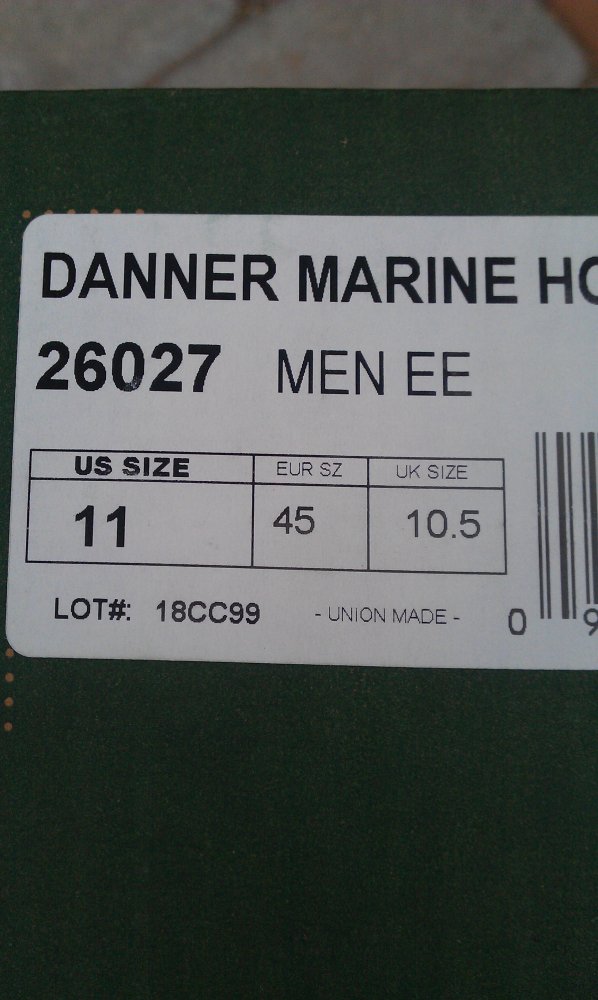 DANNER MARINE HO
26027 MEN EE
US SIZE EUR SZ UK SIZE
11 45 10.5
LOT#: 18CC99 - UNION MADE - 0 9